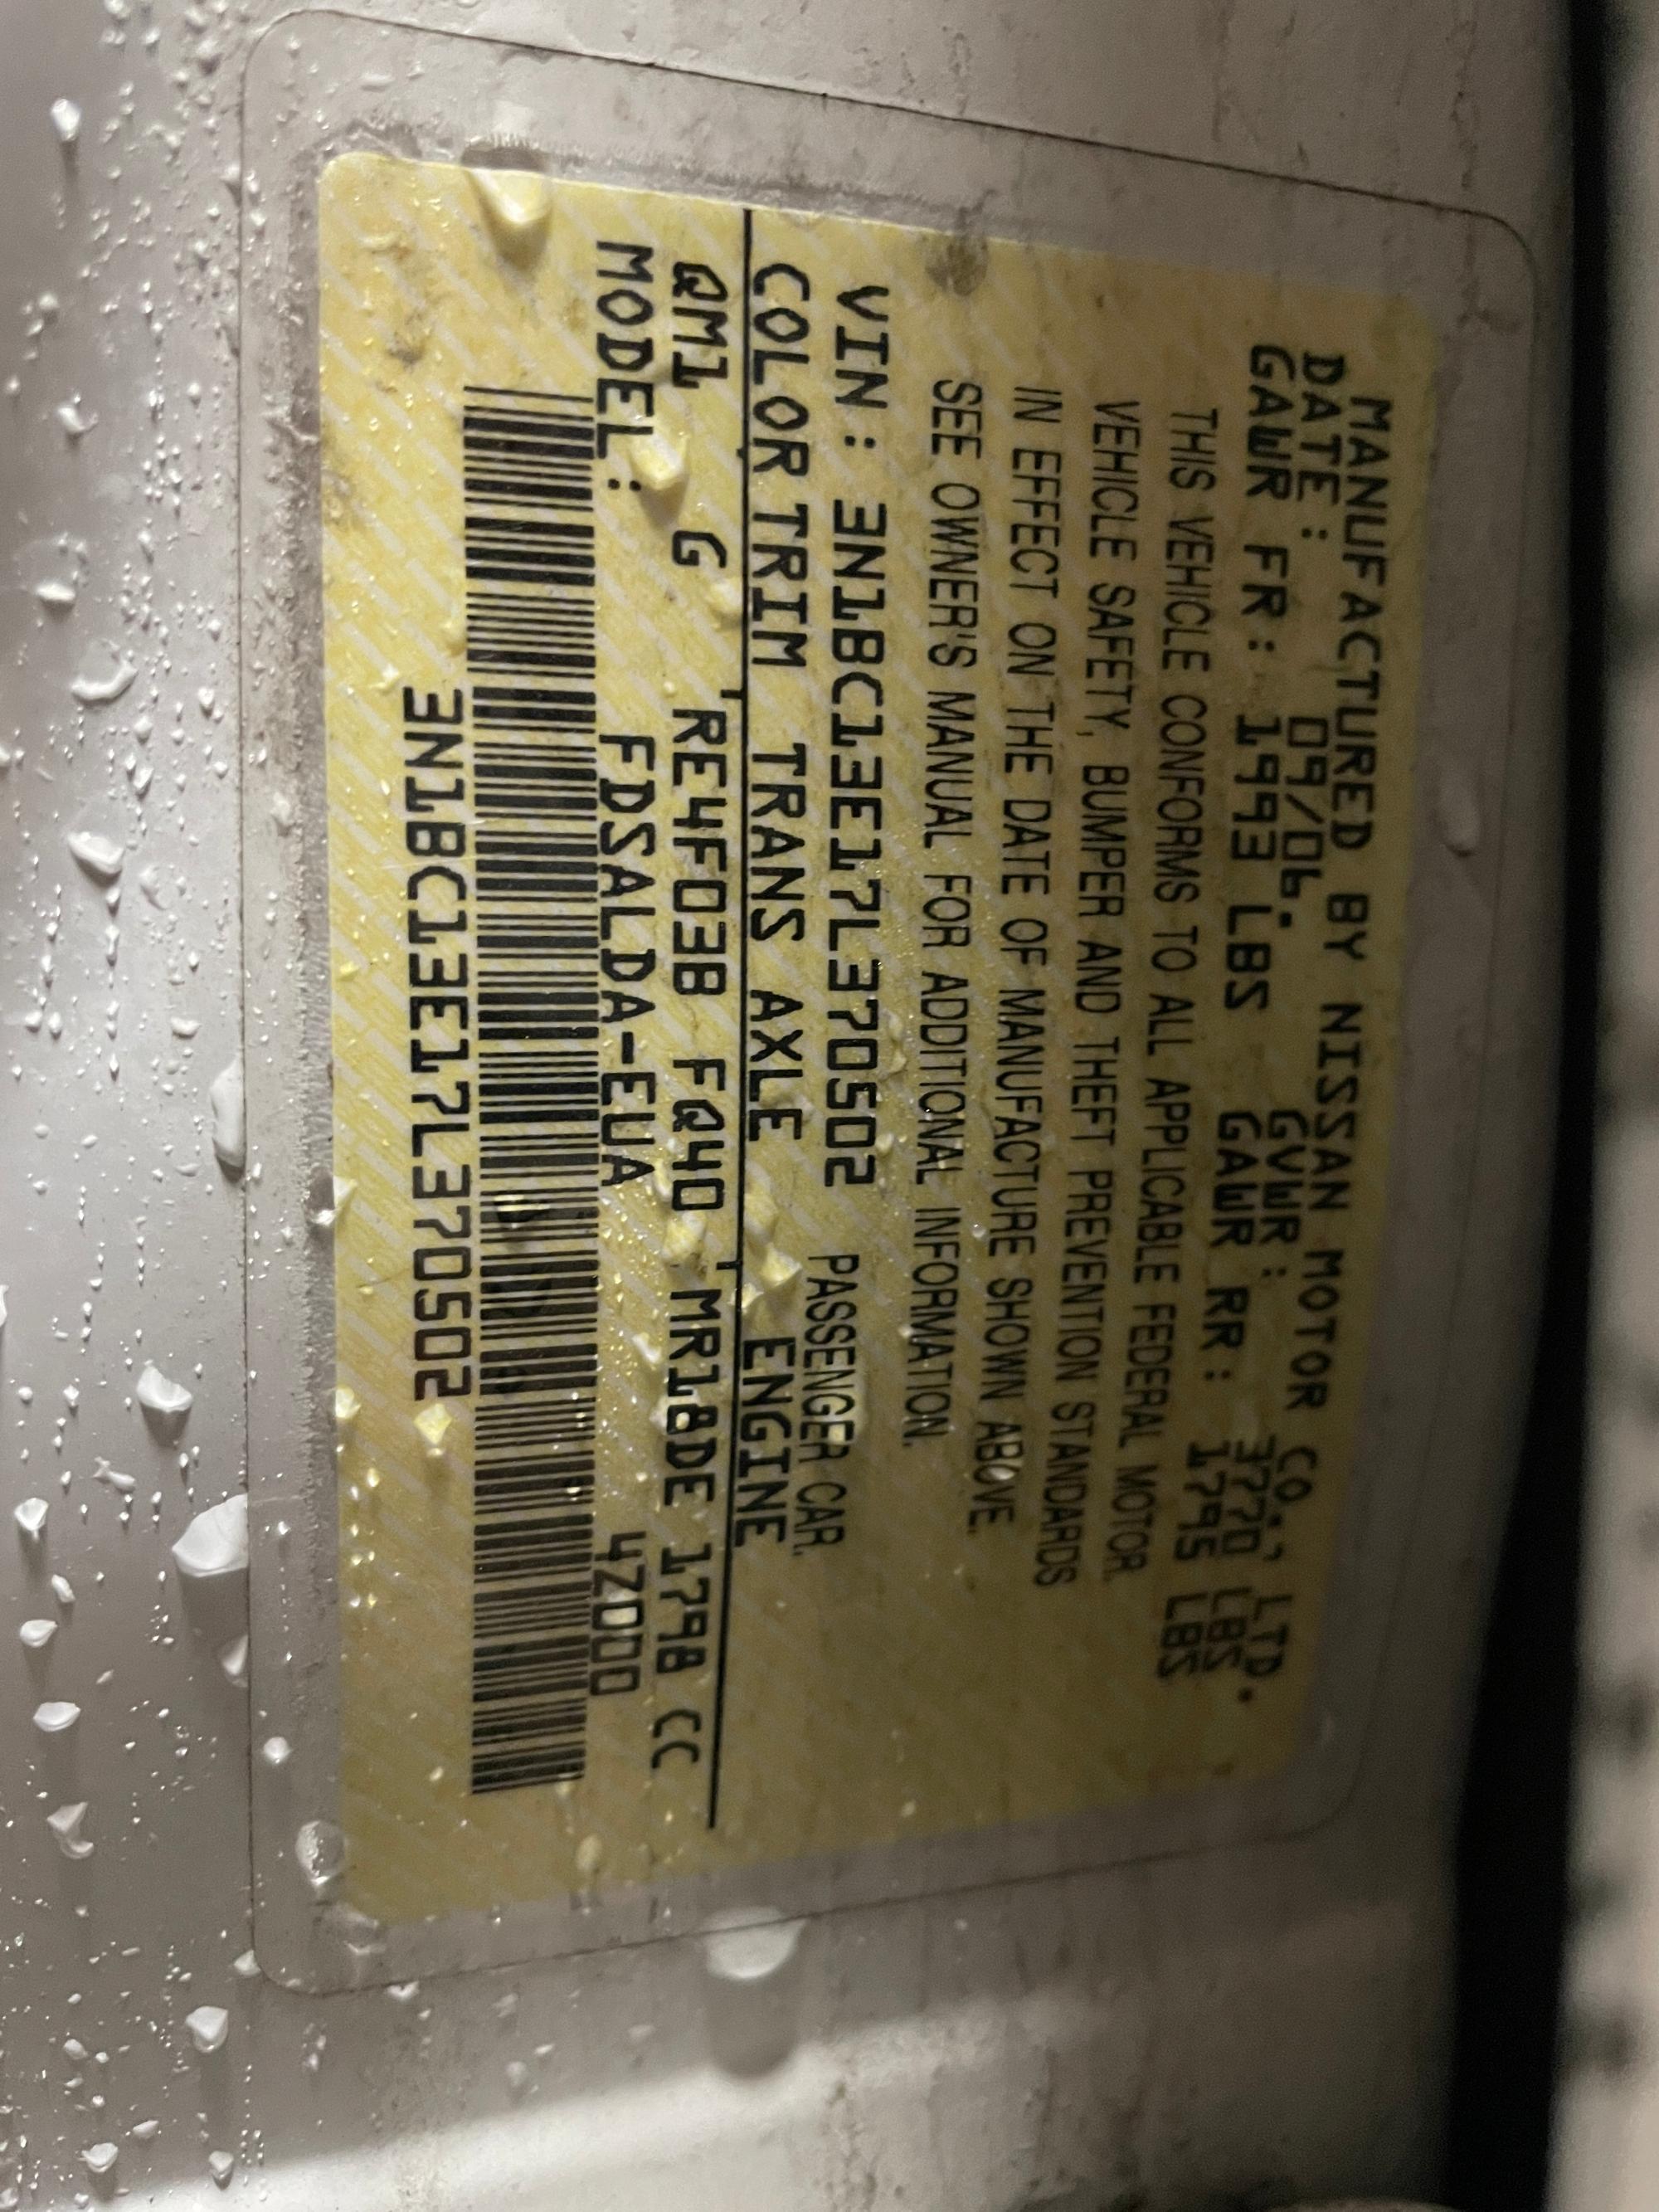 MANUFACTURED BY NISSAN MOTOR CO., LTD.
DATE: 09/06. GVWR: 3770 LBS
GAWR FR: 1993 LBS GAWR RR: 1795 LBS
THIS VEHICLE CONFORMS TO ALL APPLICABLE FEDERAL MOTOR
VEHICLE SAFETY, BUMPER AND THEFT PREVENTION STANDARDS
IN EFFECT ON THE DATE OF MANUFACTURE SHOWN ABOVE.
SEE OWNER'S MANUAL FOR ADDITIONAL INFORMATION.
VIN: 3N1BC13E17L370502 PASSENGER CAR.
COLOR TRIM TRANS AXLE ENGINE
QM1 G RE4F03B FQ40 MR18DE 1798 CC
MODEL: FDSALDA-EUA 4Z000
3N1BC13E17L370502